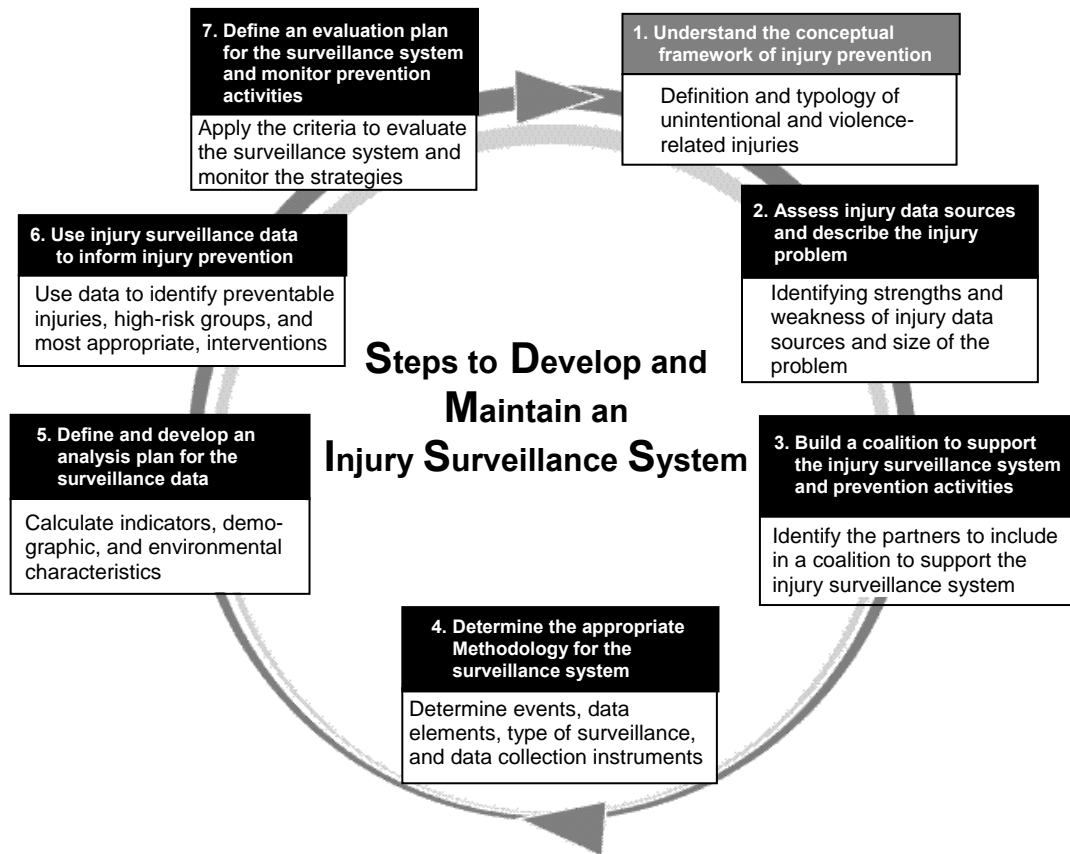 7. Define an evaluation plan
for the surveillance system
and monitor prevention
activities
Apply the criteria to evaluate
the surveillance system and
monitor the strategies
1. Understand the conceptual
framework of injury prevention
Definition and typology of
unintentional and violence-
related injuries
2. Assess injury data sources
and describe the injury
problem
Identifying strengths and
weakness of injury data
sources and size of the
problem
3. Build a coalition to support
the injury surveillance system
and prevention activities
Identify the partners to include
in a coalition to support the
injury surveillance system
4. Determine the appropriate
Methodology for the
surveillance system
Determine events, data
elements, type of surveillance,
and data collection instruments
5. Define and develop an
analysis plan for the
surveillance data
Calculate indicators, demo-
graphic, and environmental
characteristics
6. Use injury surveillance data
to inform injury prevention
Use data to identify preventable
injuries, high-risk groups, and
most appropriate, interventions
Steps to Develop and
Maintain an
Injury Surveillance System